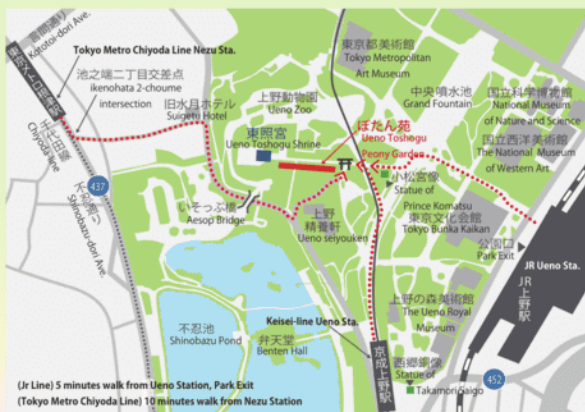 言問通り
Kototoi-dori Ave.
東京メトロ根津駅
Tokyo Metro Chiyoda Line Nezu Sta.
池之端二丁目交差点
ikenohata 2-choume
intersection
旧水月ホテル
Suigetu Hotel
上野動物園
Ueno Zoo
東京都美術館
Tokyo Metropolitan
Art Museum
中央噴水池
Grand Fountain
国立科学博物館
National Museum
of Nature and Science
国立西洋美術館
The National Museum
of Western Art
東照宮
Ueno Toshogu Shrine
ぼたん苑
Ueno Toshogu
Peony Garden
千代田線
Chiyoda-line
437
不忍通り
Shinobazu-dori Ave.
いそっぷ橋
Aesop Bridge
上野
精養軒
Ueno seiyouken
小松宮像
Statue of
Prince Komatsu
東京文化会館
Tokyo Bunka Kaikan
公園口
Park Exit
JR Ueno Sta.
JR上野駅
上野の森美術館
The Ueno Royal
Museum
Keisei-line Ueno Sta.
京成上野駅
不忍池
Shinobazu Pond
弁天堂
Benten Hall
西郷銅像
Statue of
Takamori Saigo
452
(Jr Line) 5 minutes walk from Ueno Station, Park Exit
(Tokyo Metro Chiyoda Line) 10 minutes walk from Nezu Station